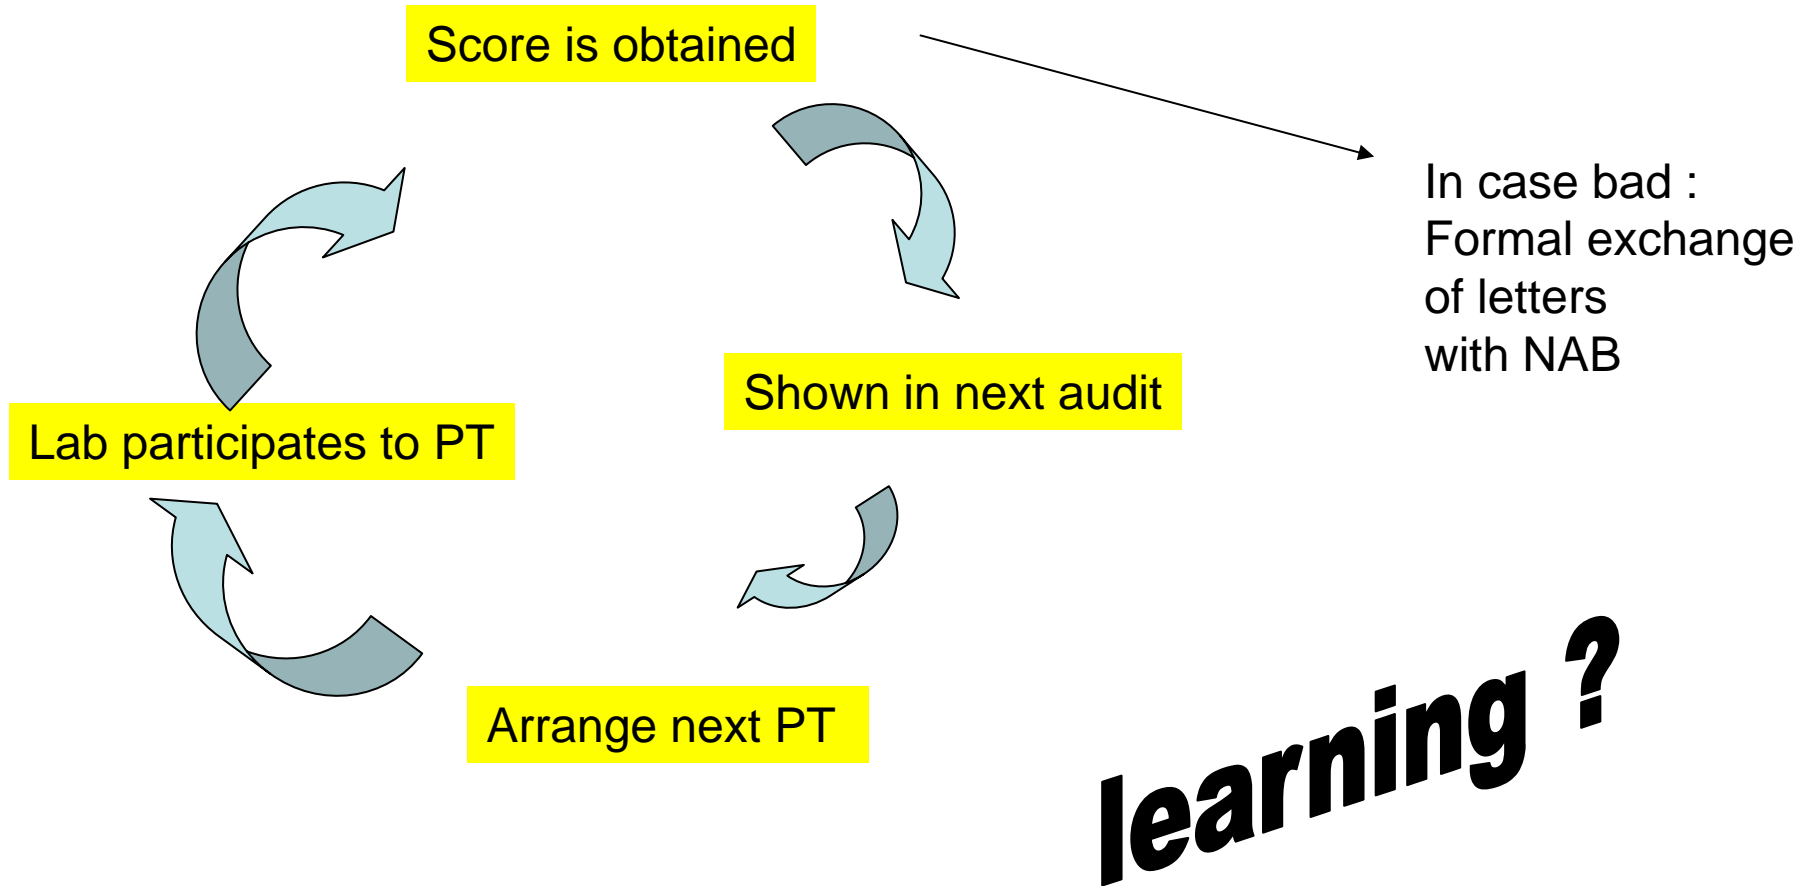 Score is obtained
In case bad :
Formal exchange
of letters
with NAB
Shown in next audit
Lab participates to PT
Arrange next PT
learning ?